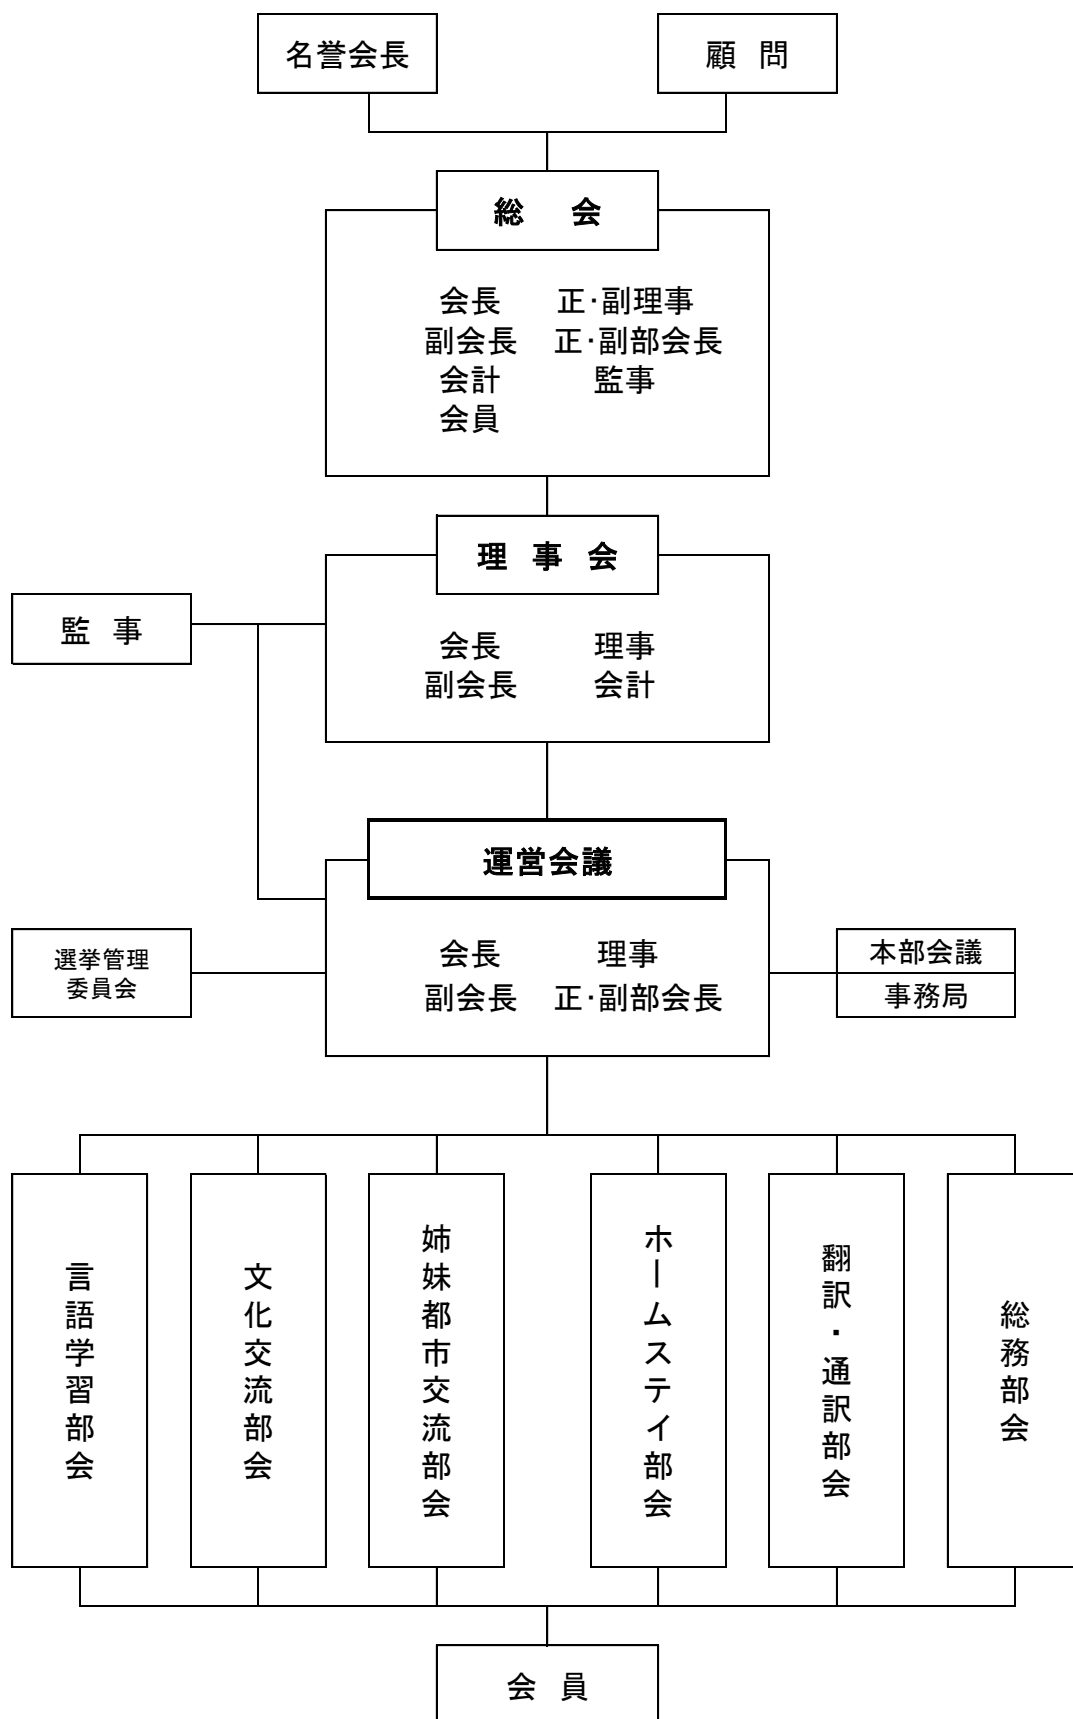 名誉会長
顧 問
総 会
会長 正・副理事
副会長 正・副部会長
会計 監事
会員
理 事 会
監 事
会長 理事
副会長 会計
運営会議
選挙管理
委員会
会長 理事
副会長 正・副部会長
本部会議
事務局
言語学習部会
文化交流部会
姉妹都市交流部会
ホームステイ部会
翻訳・通訳部会
総務部会
会 員